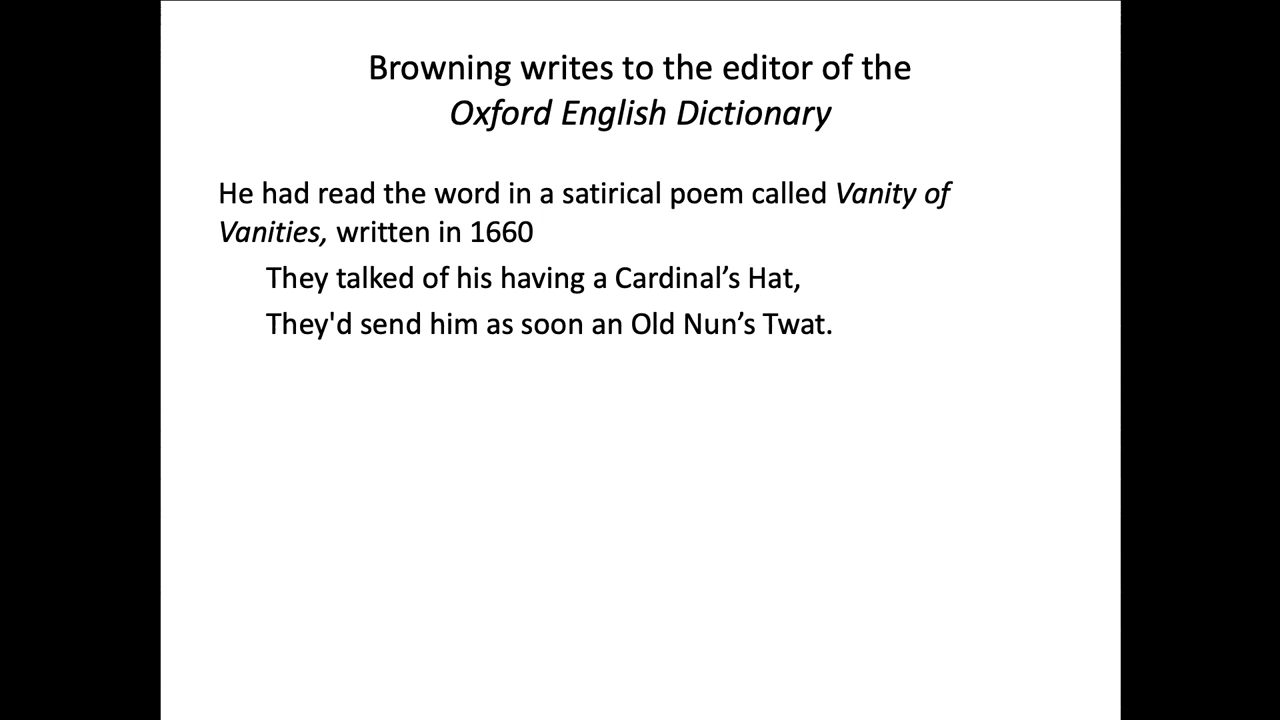 Browning writes to the editor of the
Oxford English Dictionary
He had read the word in a satirical poem called Vanity of
Vanities, written in 1660
They talked of his having a Cardinal’s Hat,
They'd send him as soon an Old Nun’s Twat.